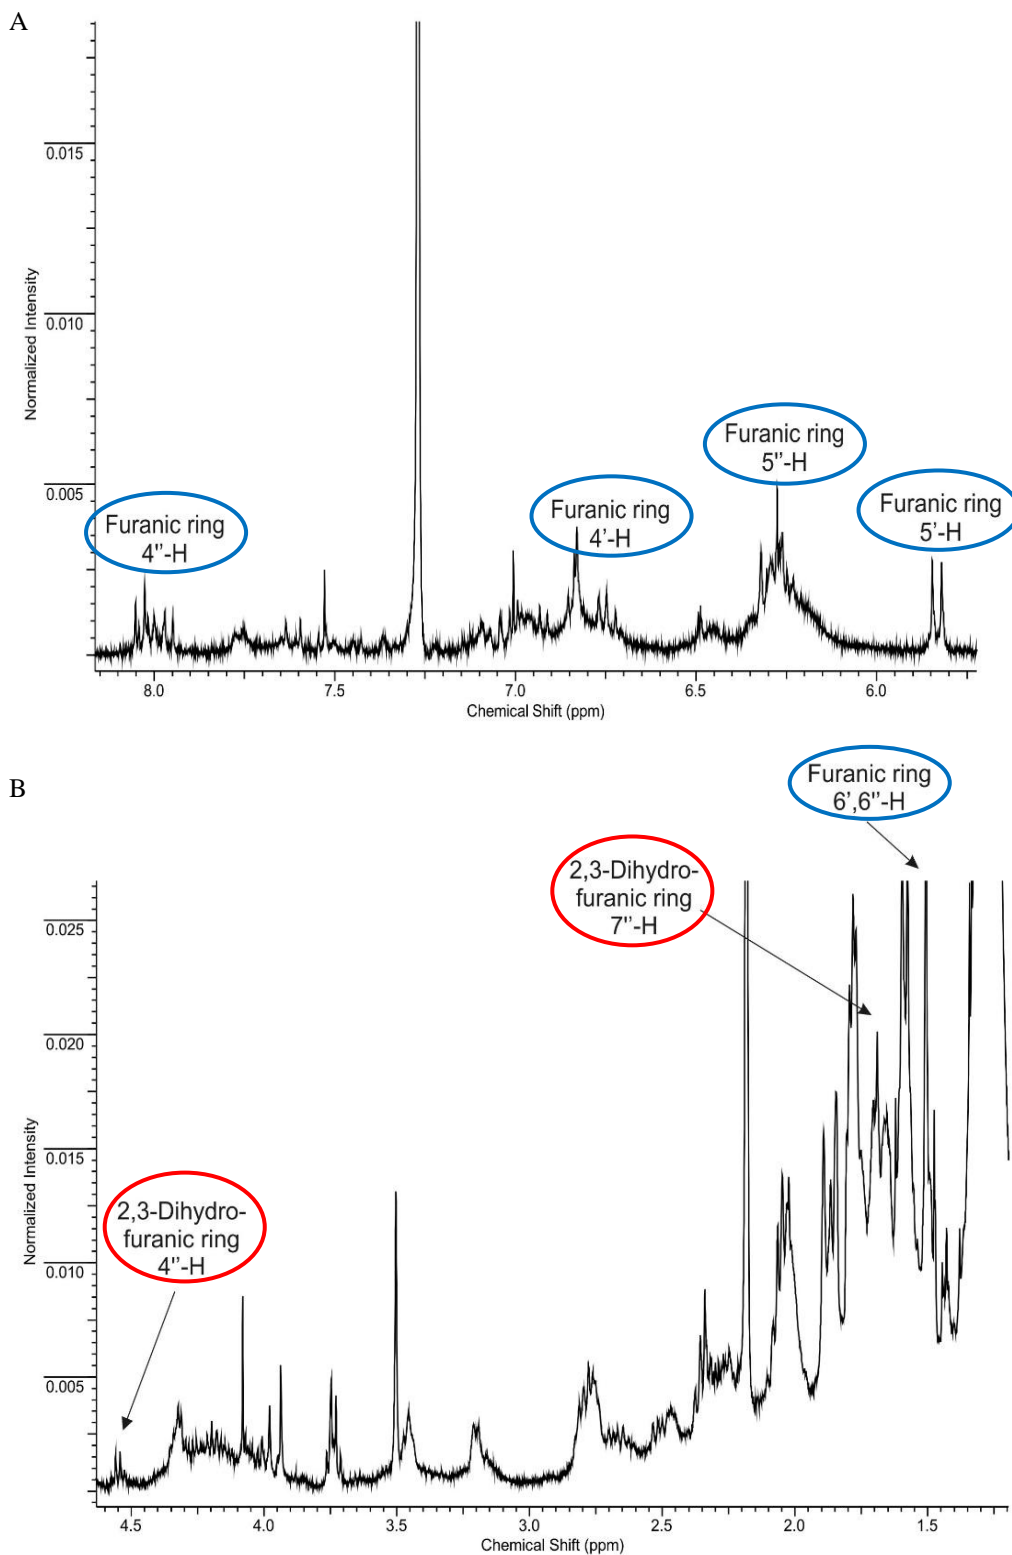 A
0.015
0.010
0.005
Normalized Intensity
Furanic ring
4''-H
Furanic ring
4'-H
Furanic ring
5''-H
Furanic ring
5'-H
8.0 7.5 7.0 6.5 6.0
Chemical Shift (ppm)
B
Furanic ring
6',6''-H
2,3-Dihydro-
furanic ring
7''-H
2,3-Dihydro-
furanic ring
4''-H
0.025
0.020
0.015
0.010
0.005
Normalized Intensity
4.5 4.0 3.5 3.0 2.5 2.0 1.5
Chemical Shift (ppm)